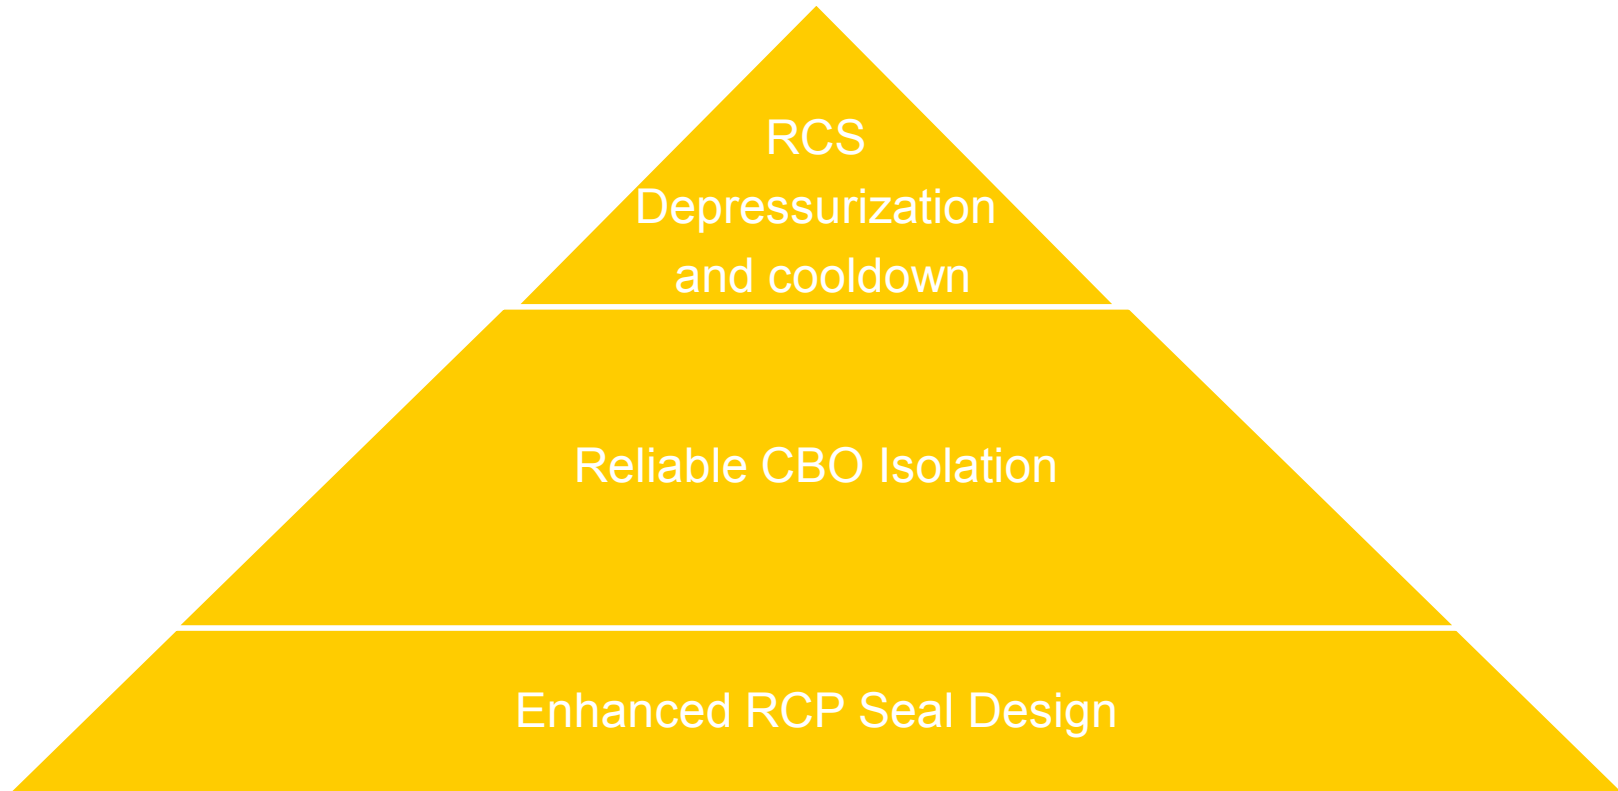 RCS
Depressurization
and cooldown
Reliable CBO Isolation
Enhanced RCP Seal Design